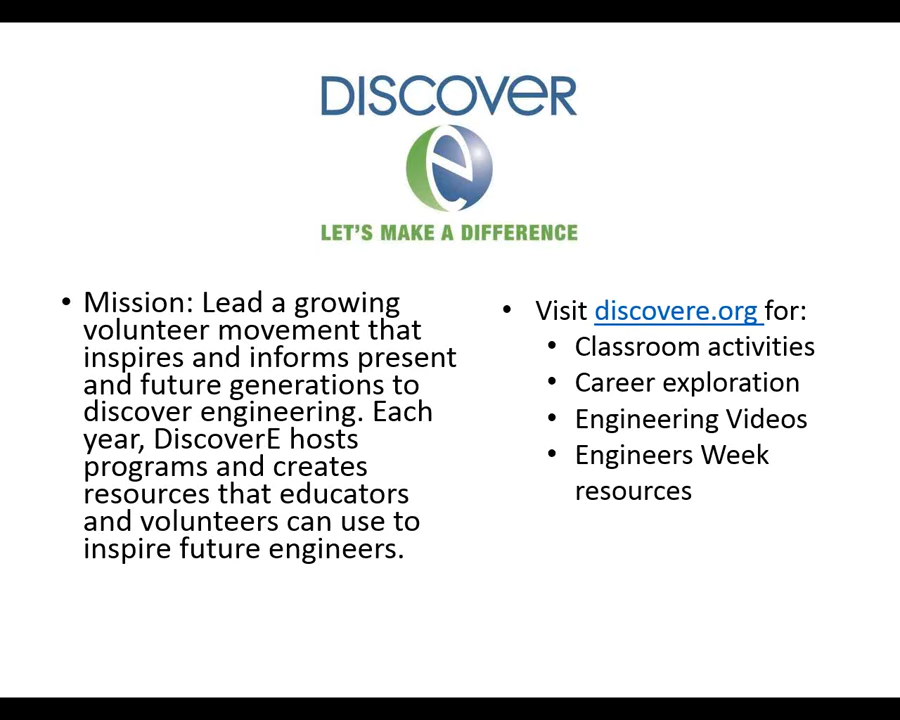 DISCOVER
e
LET'S MAKE A DIFFERENCE
• Mission: Lead a growing
volunteer movement that
inspires and informs present
and future generations to
discover engineering. Each
year, DiscoverE hosts
programs and creates
resources that educators
and volunteers can use to
inspire future engineers.
• Visit discovere.org for:
• Classroom activities
• Career exploration
• Engineering Videos
• Engineers Week
resources